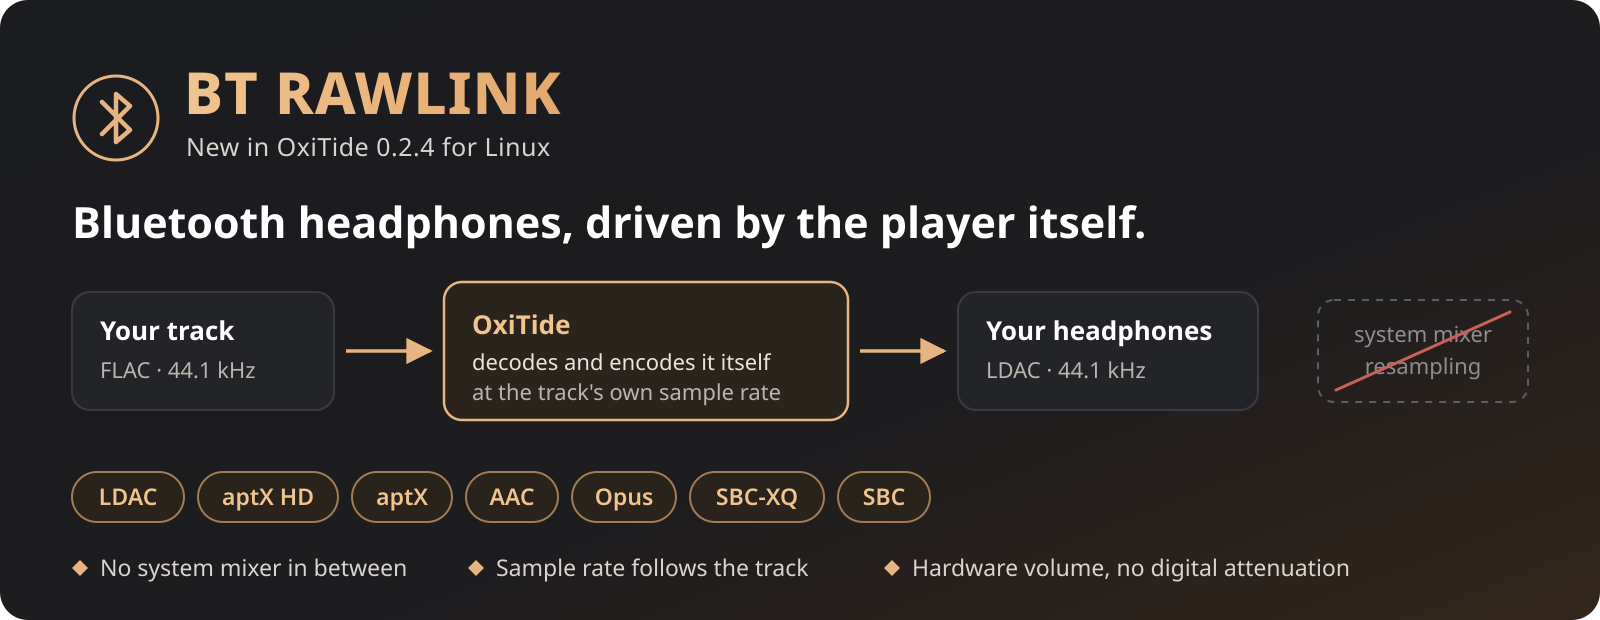 BT RAWLINK
New in OxiTide 0.2.4 for Linux
Bluetooth headphones, driven by the player itself.
Your track
FLAC · 44.1 kHz
OxiTide
decodes and encodes it itself
at the track's own sample rate
Your headphones
LDAC · 44.1 kHz
system mixer
resampling
LDAC
aptX HD
aptX
AAC
Opus
SBC-XQ
SBC
No system mixer in between
Sample rate follows the track
Hardware volume, no digital attenuation